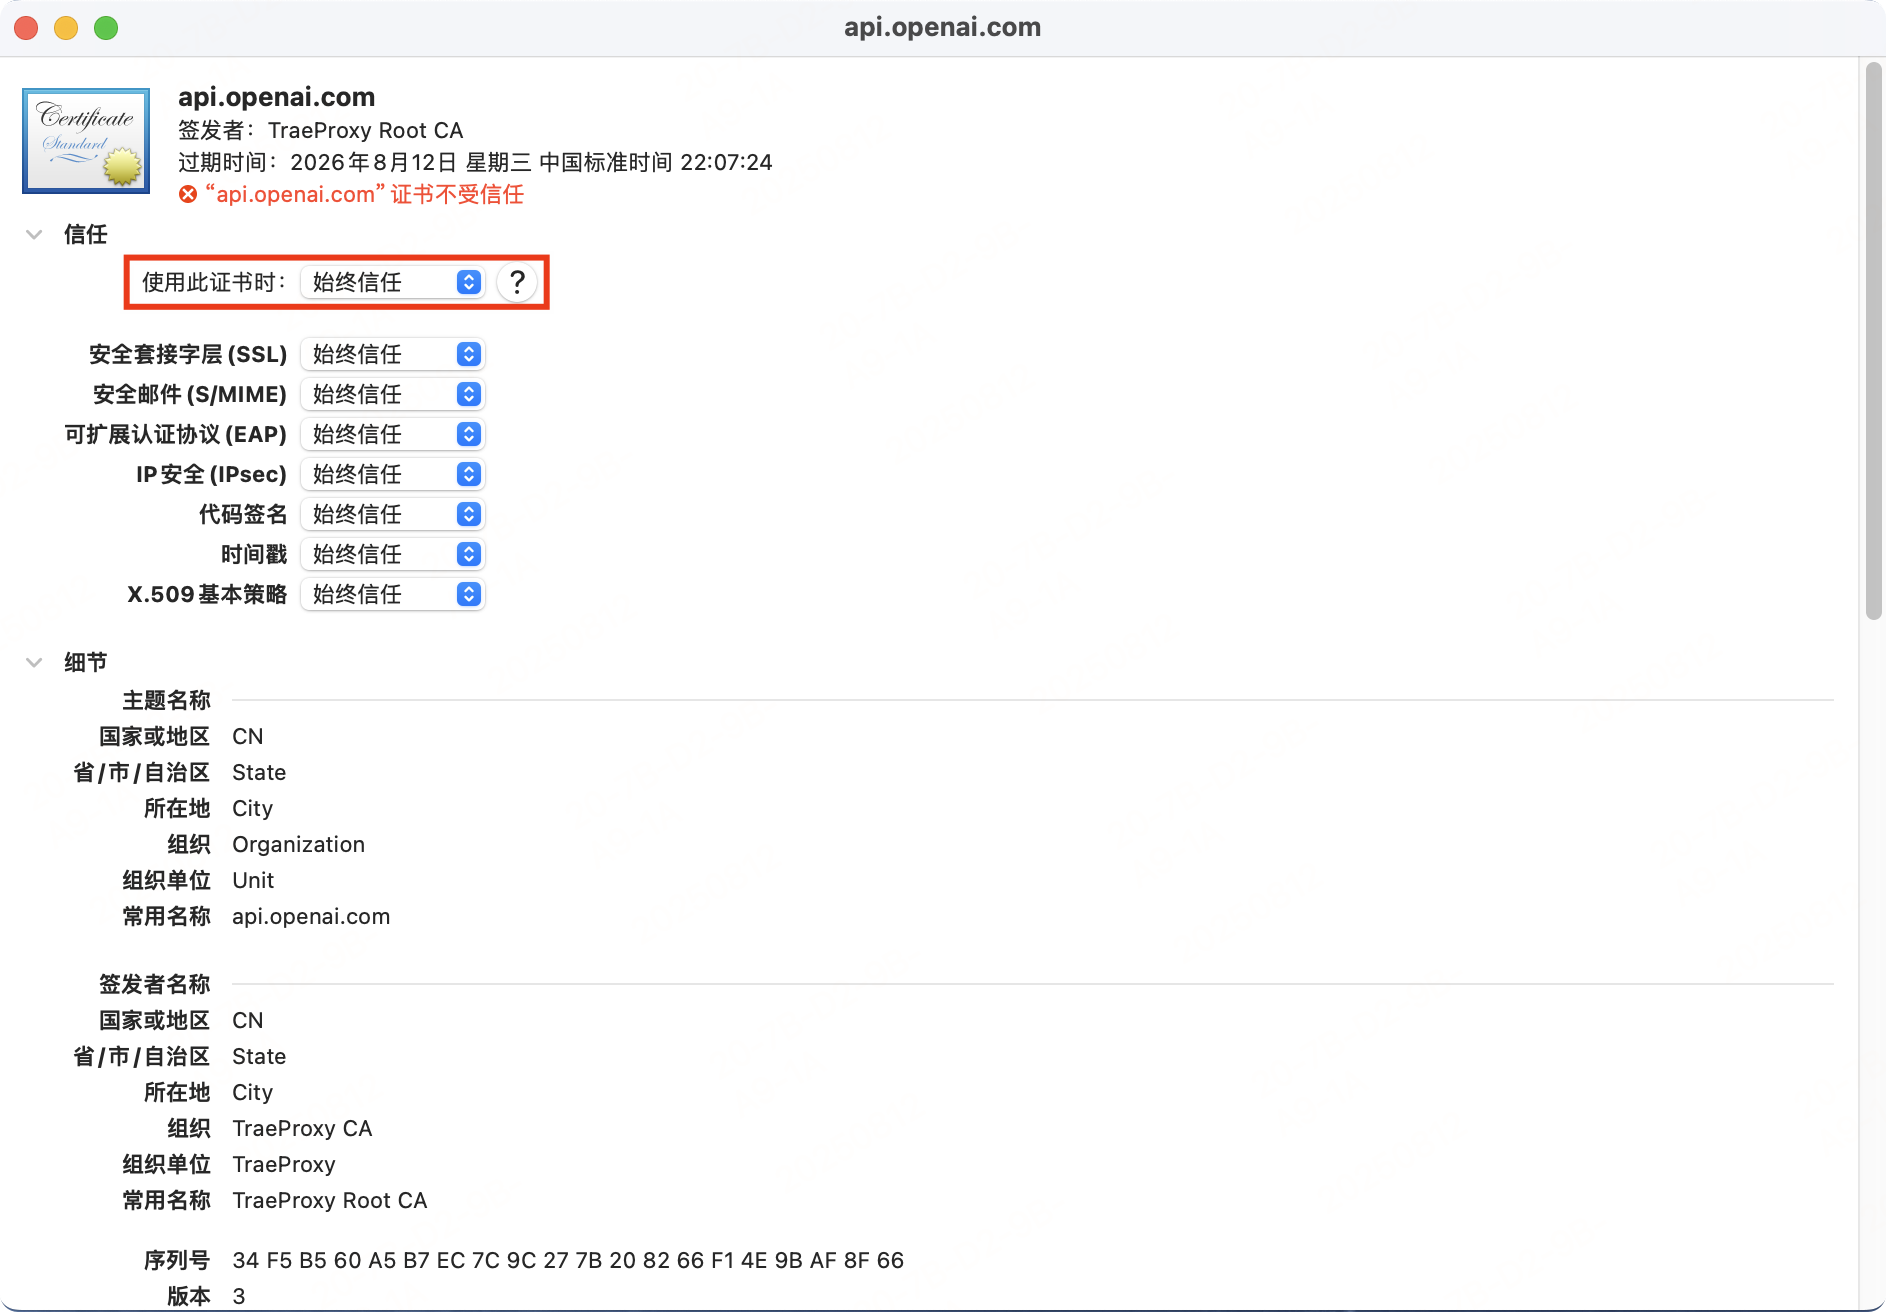 api.openai.com
Certificate
Standard
api.openai.com
签发者：TraeProxy Root CA
过期时间：2026年8月12日 星期三 中国标准时间 22:07:24
“api.openai.com”证书不受信任
信任
使用此证书时： 始终信任 ?
安全套接字层 (SSL) 始终信任
安全邮件 (S/MIME) 始终信任
可扩展认证协议 (EAP) 始终信任
IP 安全 (IPsec) 始终信任
代码签名 始终信任
时间戳 始终信任
X.509 基本策略 始终信任
细节
主题名称
国家或地区 CN
省/市/自治区 State
所在地 City
组织 Organization
组织单位 Unit
常用名称 api.openai.com
签发者名称
国家或地区 CN
省/市/自治区 State
所在地 City
组织 TraeProxy CA
组织单位 TraeProxy
常用名称 TraeProxy Root CA
序列号 34 F5 B5 60 A5 B7 EC 7C 9C 27 7B 20 82 66 F1 4E 9B AF 8F 66
版本 3